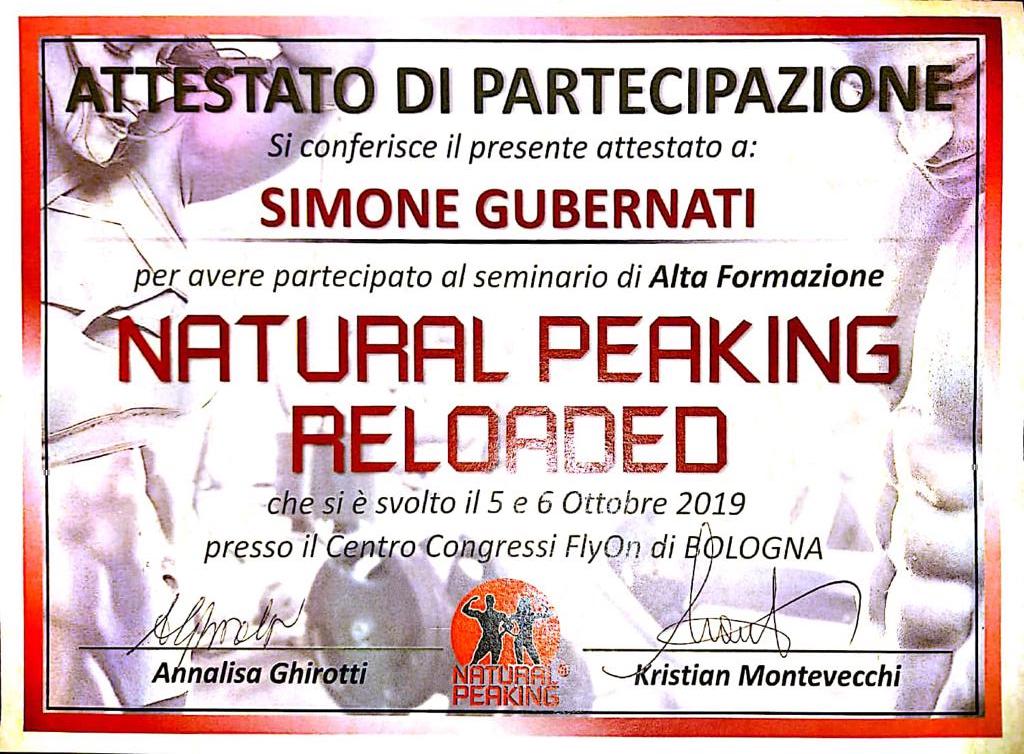 ATTESTATO DI PARTECIPAZIONE
Si conferisce il presente attestato a:
SIMONE GUBERNATI
per avere partecipato al seminario di Alta Formazione
NATURAL PEAKING
RELOADED
che si è svolto il 5 e 6 Ottobre 2019
presso il Centro Congressi FlyOn di BOLOGNA
Annalisa Ghirotti
NATURAL®
PEAKING
Kristian Montevecchi